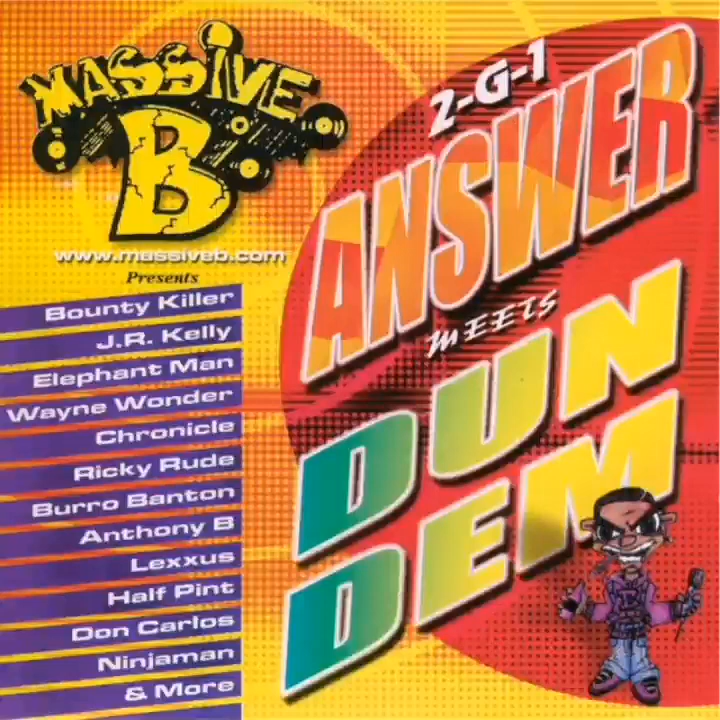 MASSIVE
B
www.massiveb.com
Presents
Bounty Killer
J.R. Kelly
Elephant Man
Wayne Wonder
Chronicle
Ricky Rude
Burro Banton
Anthony B
Lexxus
Half Pint
Don Carlos
Ninjaman
& More
2-G-1
ANSWER
MEETS
DUN
DEM